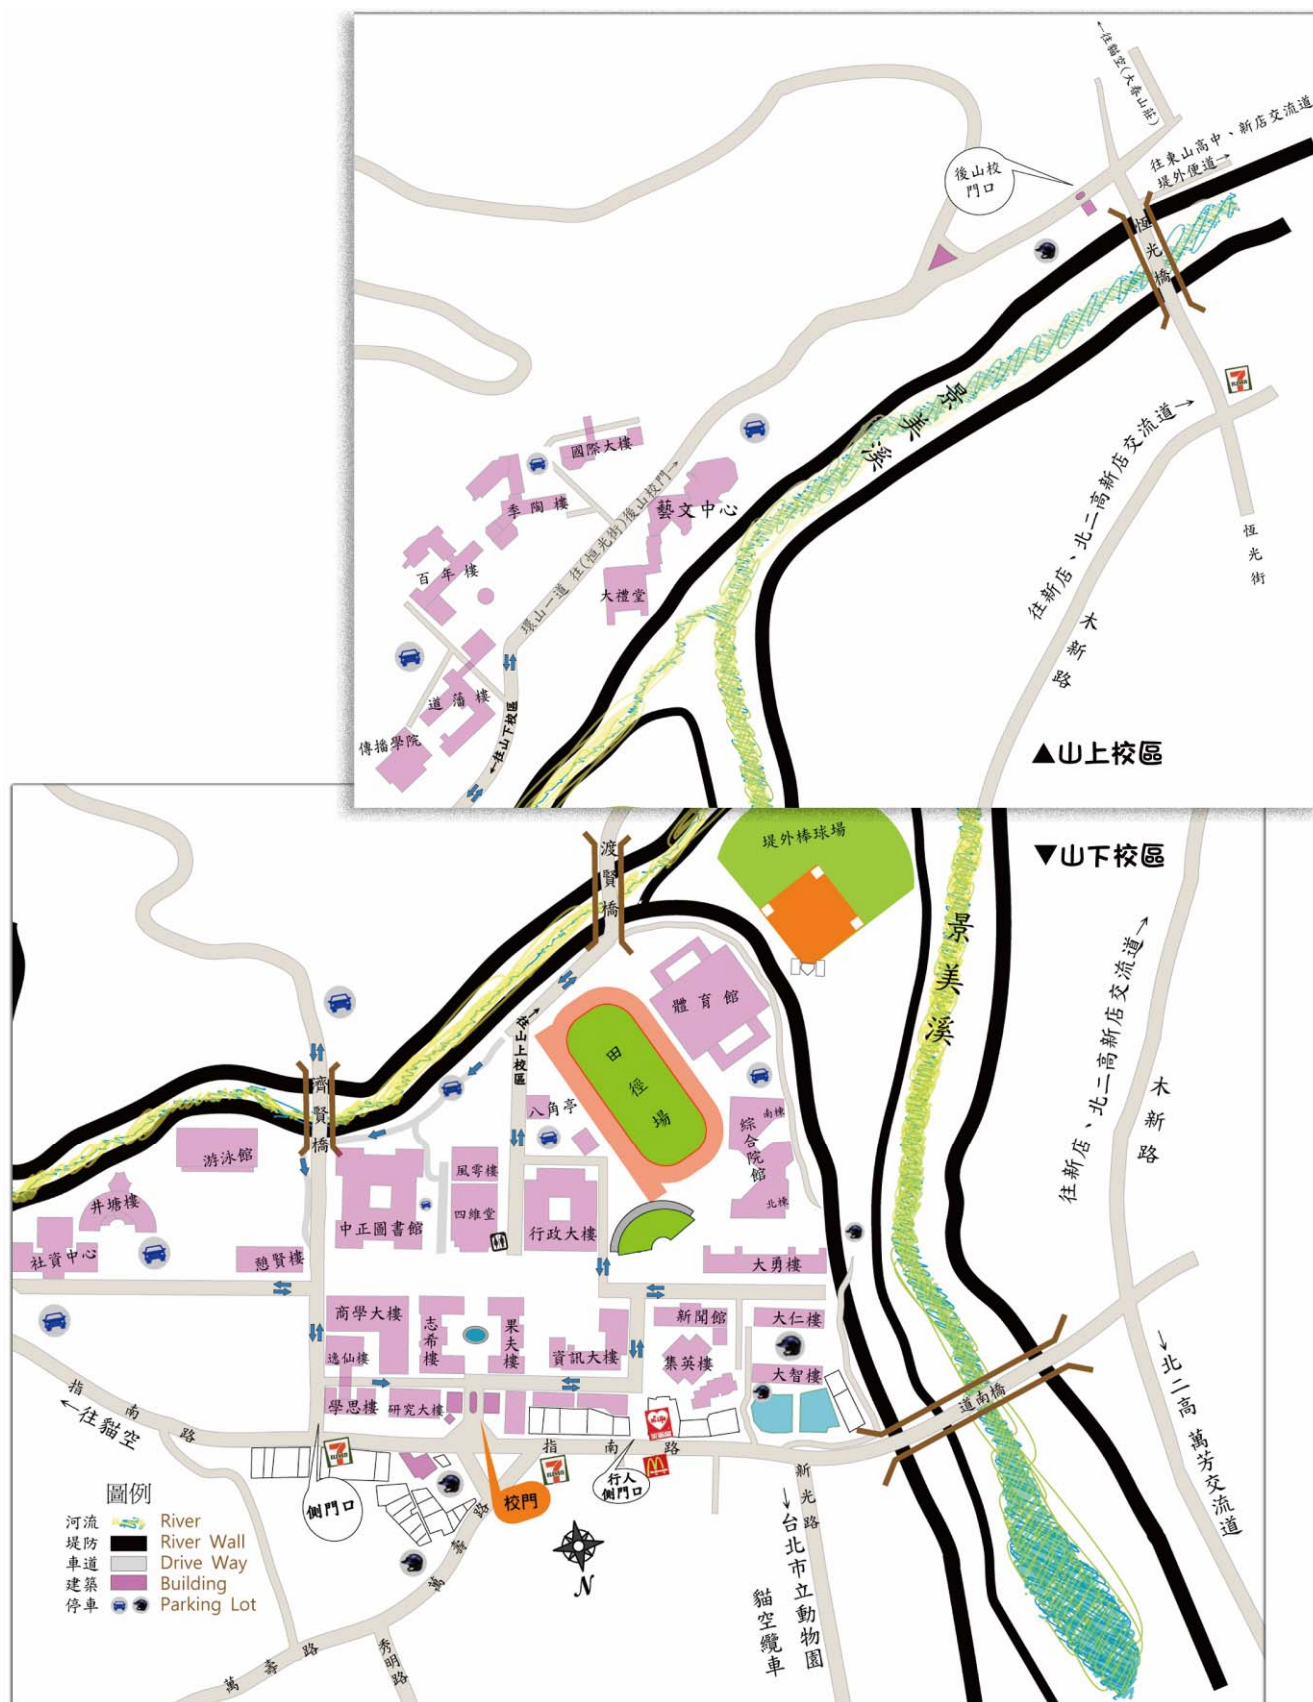 ←往貓空(大春山莊)
往東山高中、新店交流道
堤外便道→
後山校
門口
恆光橋
7
ELEVEN
景美溪
往新店、北二高新店交流道→
恆光街
木新路
國際大樓
季陶樓
藝文中心
百年樓
大禮堂
環山一道 往(恆光街)後山校門→
道藩樓
←往山下校區
傳播學院
▲山上校區
▼山下校區
渡賢橋
堤外棒球場
景美溪
體育館
田徑場
往山上校區→
往新店、北二高新店交流道→
木新路
濟賢橋
八角亭
南棟
綜合院館
北棟
游泳館
風雩樓
井塘樓
中正圖書館
四維堂
行政大樓
社資中心
憩賢樓
大勇樓
商學大樓
志希樓
果夫樓
新聞館
大仁樓
逸仙樓
資訊大樓
集英樓
大智樓
學思樓
研究大樓
道南橋
指南路
←往貓空
指南路
7
ELEVEN
7
ELEVEN
側門口
校門
行人
側門口
新光路
→台北市立動物園
貓空纜車
→北二高 萬芳交流道
萬壽路
萬壽路
秀明路
N
圖例
河流 River
堤防 River Wall
車道 Drive Way
建築 Building
停車 Parking Lot